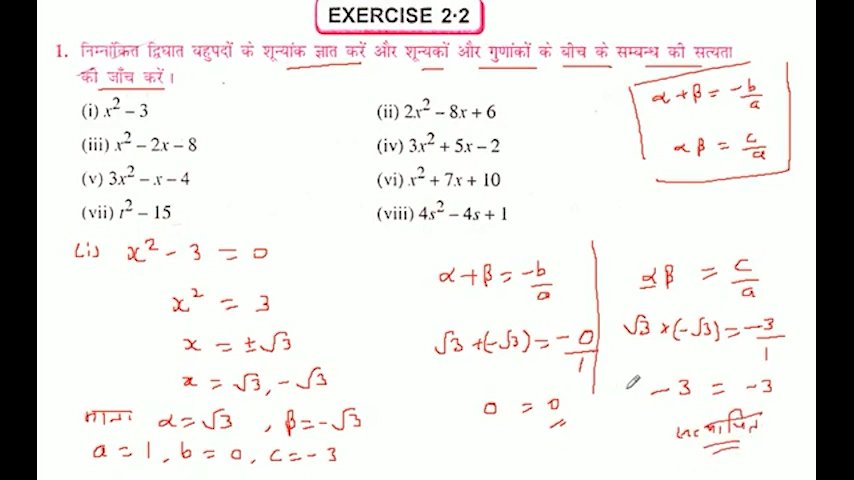 EXERCISE 2·2
1. निम्नांकित द्विघात बहुपदों के शून्यांक ज्ञात करें और शून्यकों और गुणांकों के बीच के सम्बन्ध की सत्यता
की जाँच करें।
(i) x² − 3 (ii) 2x² − 8x + 6
(iii) x² − 2x − 8 (iv) 3x² + 5x − 2
(v) 3x² − x − 4 (vi) x² + 7x + 10
(vii) t² − 15 (viii) 4s² − 4s + 1
α + β = −b/a
αβ = c/a
(i) x² − 3 = 0
x² = 3
x = ±√3
x = √3, −√3
माना α = √3 , β = −√3
a = 1, b = 0, c = −3
α + β = −b/a
√3 + (−√3) = −0/1
0 = 0
αβ = c/a
√3 × (−√3) = −3/1
−3 = −3
सत्यापित